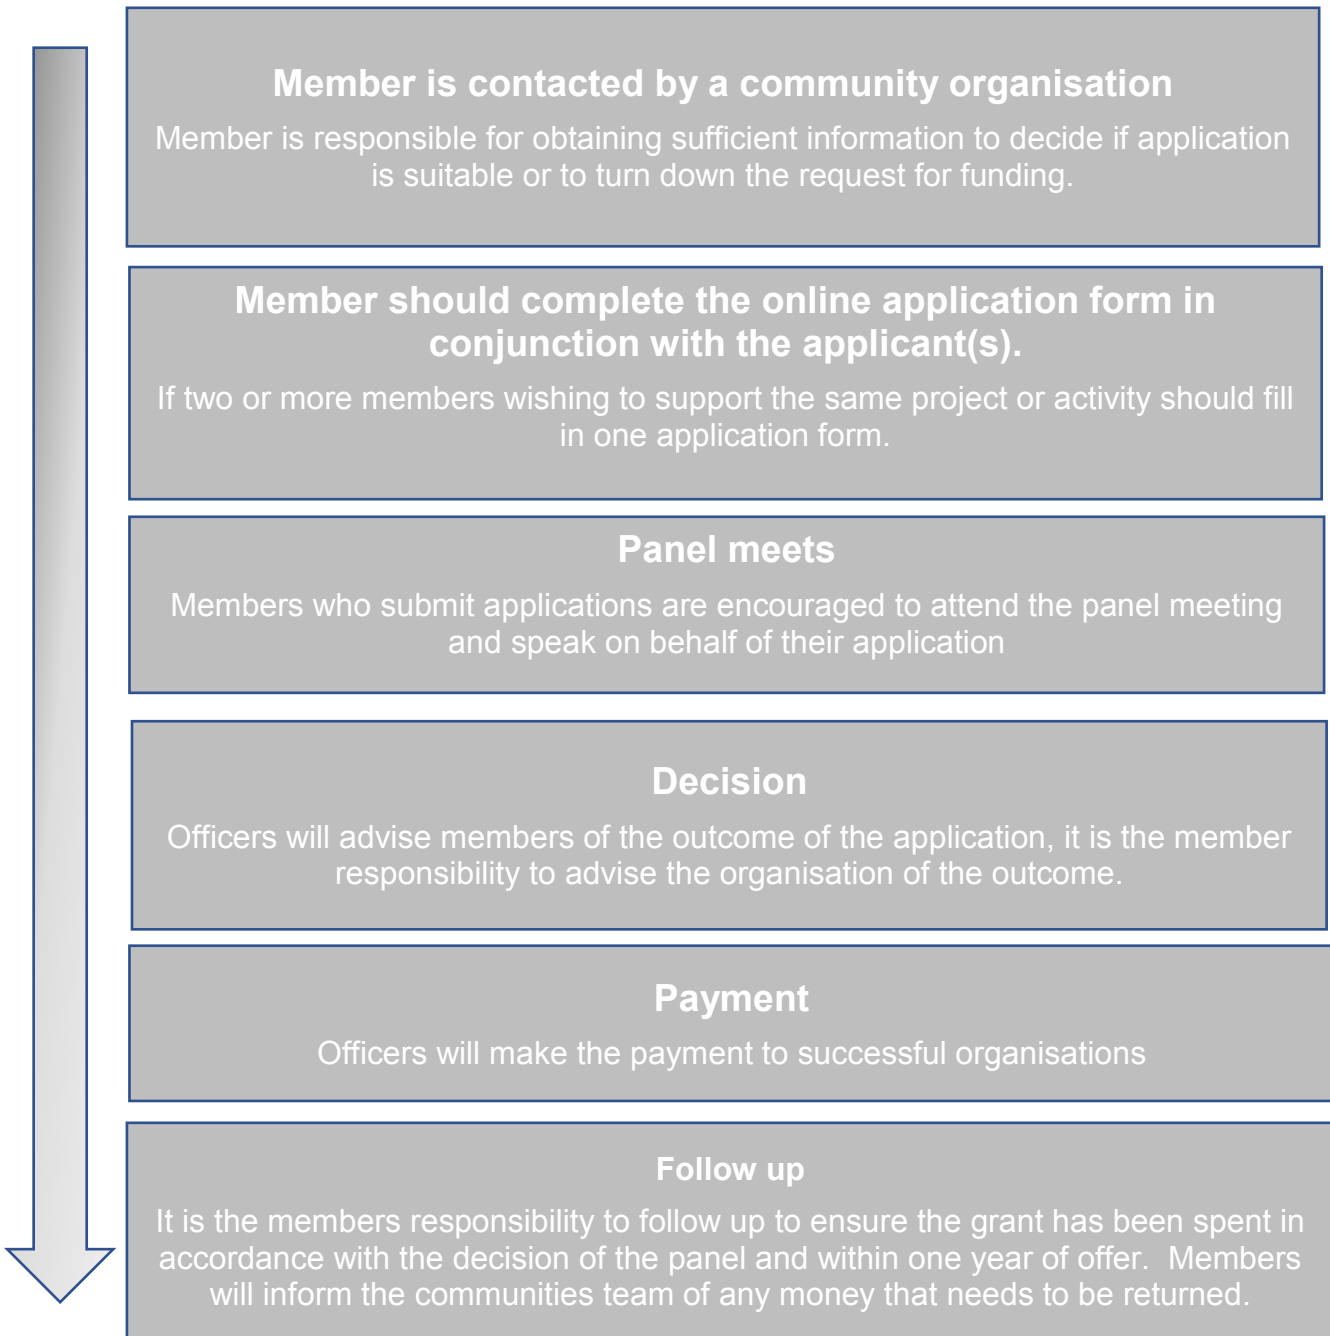 Member is contacted by a community organisation
Member is responsible for obtaining sufficient information to decide if application
is suitable or to turn down the request for funding.
Member should complete the online application form in
conjunction with the applicant(s).
If two or more members wishing to support the same project or activity should fill
in one application form.
Panel meets
Members who submit applications are encouraged to attend the panel meeting
and speak on behalf of their application
Decision
Officers will advise members of the outcome of the application, it is the member
responsibility to advise the organisation of the outcome.
Payment
Officers will make the payment to successful organisations
Follow up
It is the members responsibility to follow up to ensure the grant has been spent in
accordance with the decision of the panel and within one year of offer.  Members
will inform the communities team of any money that needs to be returned.